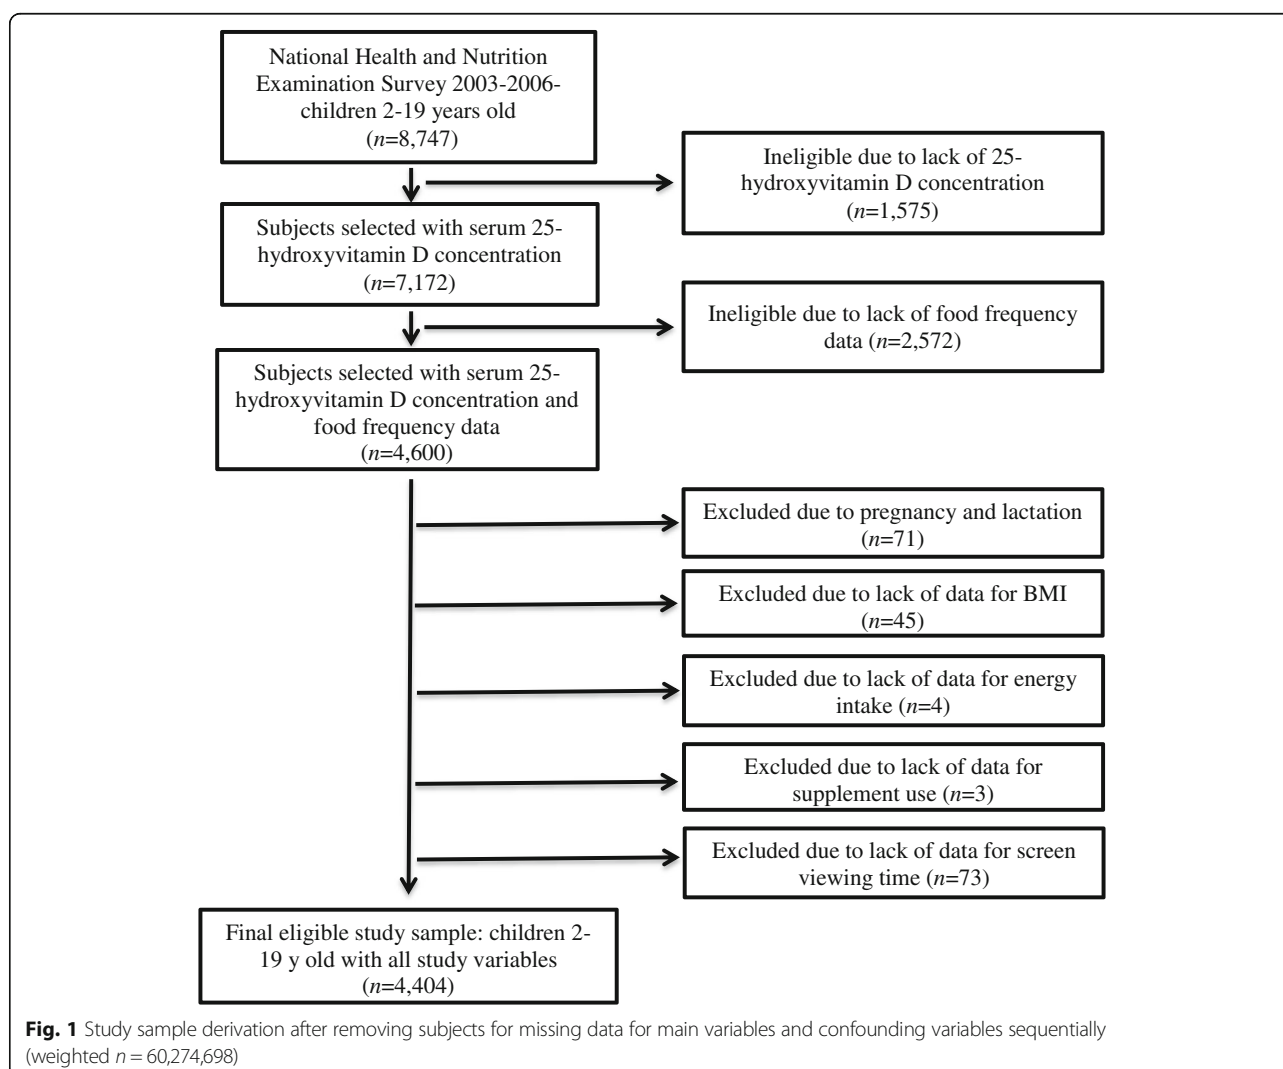 National Health and Nutrition
Examination Survey 2003-2006-
children 2-19 years old
(n=8,747)
Ineligible due to lack of 25-
hydroxyvitamin D concentration
(n=1,575)
Subjects selected with serum 25-
hydroxyvitamin D concentration
(n=7,172)
Ineligible due to lack of food frequency
data (n=2,572)
Subjects selected with serum 25-
hydroxyvitamin D concentration and
food frequency data
(n=4,600)
Excluded due to pregnancy and lactation
(n=71)
Excluded due to lack of data for BMI
(n=45)
Excluded due to lack of data for energy
intake (n=4)
Excluded due to lack of data for
supplement use (n=3)
Excluded due to lack of data for screen
viewing time (n=73)
Final eligible study sample: children 2-
19 y old with all study variables
(n=4,404)
Fig. 1 Study sample derivation after removing subjects for missing data for main variables and confounding variables sequentially
(weighted n = 60,274,698)